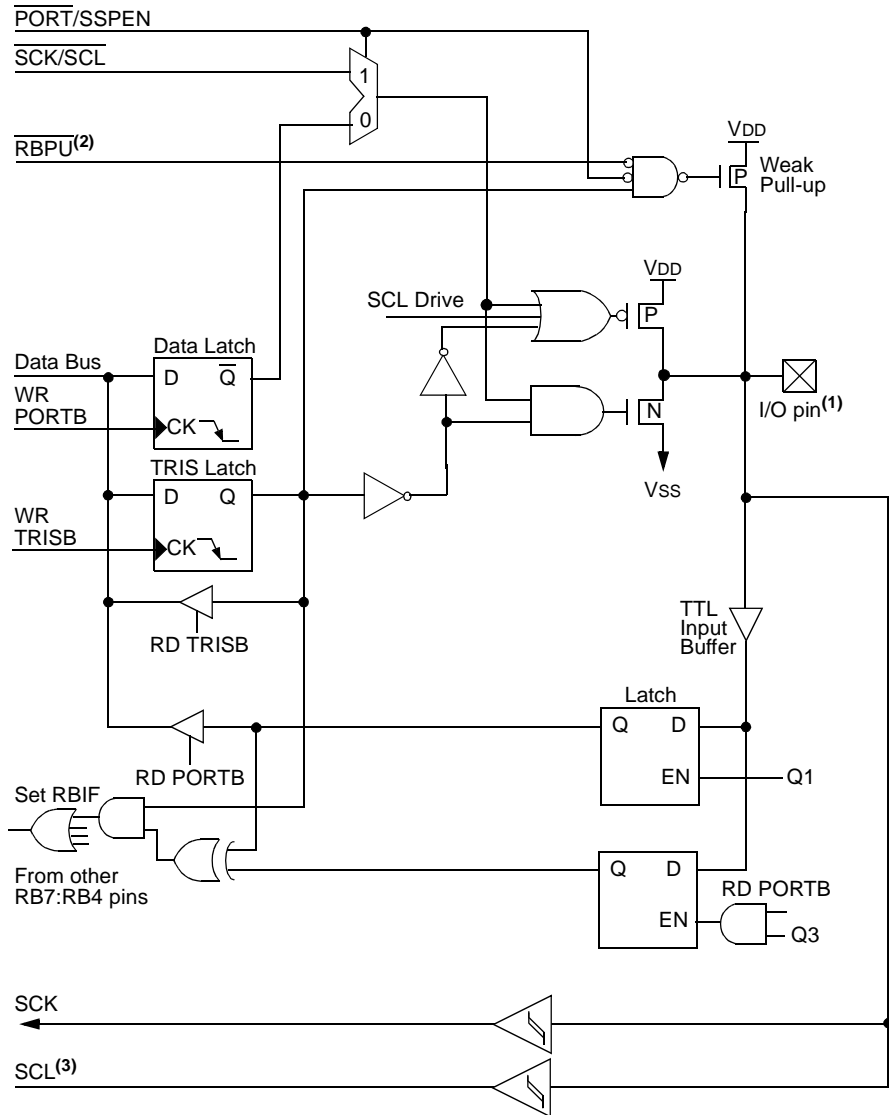 PORT/SSPEN
SCK/SCL
1
0
RBPU(2)
VDD
P
Weak
Pull-up
VDD
SCL Drive
P
Data Latch
Data Bus
D
Q
WR
PORTB
CK
N
I/O pin(1)
TRIS Latch
VSS
D
Q
WR
TRISB
CK
TTL
Input
Buffer
RD TRISB
Latch
Q
D
RD PORTB
EN
Q1
Set RBIF
Q
D
From other
RB7:RB4 pins
RD PORTB
EN
Q3
SCK
SCL(3)